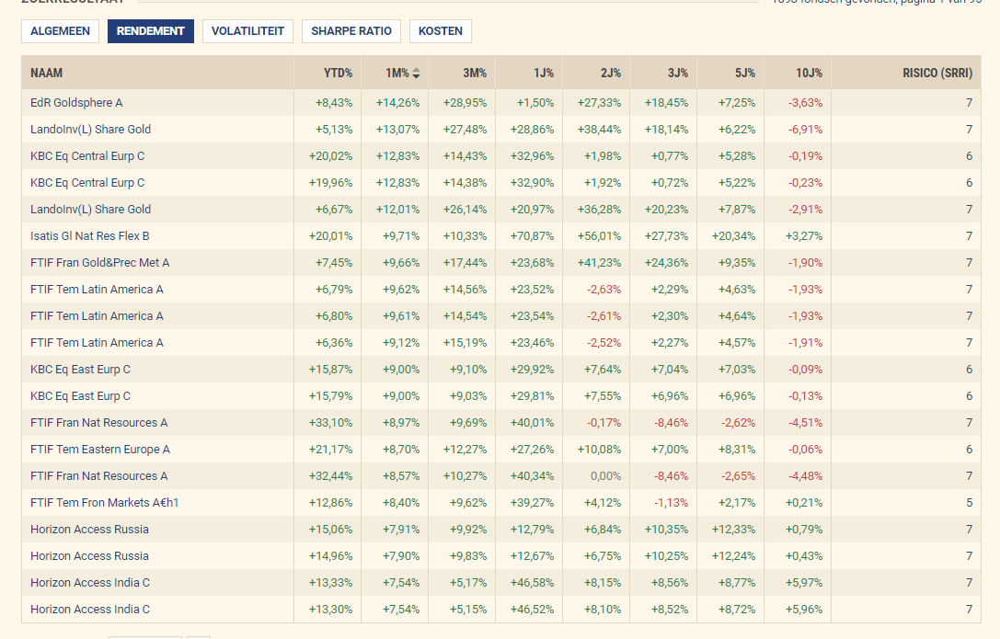 ZOEKRESULTAAT
1898 fondsen gevonden, pagina 1 van 95
ALGEMEEN RENDEMENT VOLATILITEIT SHARPE RATIO KOSTEN
NAAM YTD% 1M% 3M% 1J% 2J% 3J% 5J% 10J% RISICO (SRRI)
EdR Goldsphere A +8,43% +14,26% +28,95% +1,50% +27,33% +18,45% +7,25% -3,63% 7
LandoInv(L) Share Gold +5,13% +13,07% +27,48% +28,86% +38,44% +18,14% +6,22% -6,91% 7
KBC Eq Central Eurp C +20,02% +12,83% +14,43% +32,96% +1,98% +0,77% +5,28% -0,19% 6
KBC Eq Central Eurp C +19,96% +12,83% +14,38% +32,90% +1,92% +0,72% +5,22% -0,23% 6
LandoInv(L) Share Gold +6,67% +12,01% +26,14% +20,97% +36,28% +20,23% +7,87% -2,91% 7
Isatis Gl Nat Res Flex B +20,01% +9,71% +10,33% +70,87% +56,01% +27,73% +20,34% +3,27% 7
FTIF Fran Gold&Prec Met A +7,45% +9,66% +17,44% +23,68% +41,23% +24,36% +9,35% -1,90% 7
FTIF Tem Latin America A +6,79% +9,62% +14,56% +23,52% -2,63% +2,29% +4,63% -1,93% 7
FTIF Tem Latin America A +6,80% +9,61% +14,54% +23,54% -2,61% +2,30% +4,64% -1,93% 7
FTIF Tem Latin America A +6,36% +9,12% +15,19% +23,46% -2,52% +2,27% +4,57% -1,91% 7
KBC Eq East Eurp C +15,87% +9,00% +9,10% +29,92% +7,64% +7,04% +7,03% -0,09% 6
KBC Eq East Eurp C +15,79% +9,00% +9,03% +29,81% +7,55% +6,96% +6,96% -0,13% 6
FTIF Fran Nat Resources A +33,10% +8,97% +9,69% +40,01% -0,17% -8,46% -2,62% -4,51% 7
FTIF Tem Eastern Europe A +21,17% +8,70% +12,27% +27,26% +10,08% +7,00% +8,31% -0,06% 6
FTIF Fran Nat Resources A +32,44% +8,57% +10,27% +40,34% 0,00% -8,46% -2,65% -4,48% 7
FTIF Tem Fron Markets A€h1 +12,86% +8,40% +9,62% +39,27% +4,12% -1,13% +2,17% +0,21% 5
Horizon Access Russia +15,06% +7,91% +9,92% +12,79% +6,84% +10,35% +12,33% +0,79% 7
Horizon Access Russia +14,96% +7,90% +9,83% +12,67% +6,75% +10,25% +12,24% +0,43% 7
Horizon Access India C +13,33% +7,54% +5,17% +46,58% +8,15% +8,56% +8,77% +5,97% 7
Horizon Access India C +13,30% +7,54% +5,15% +46,52% +8,10% +8,52% +8,72% +5,96% 7